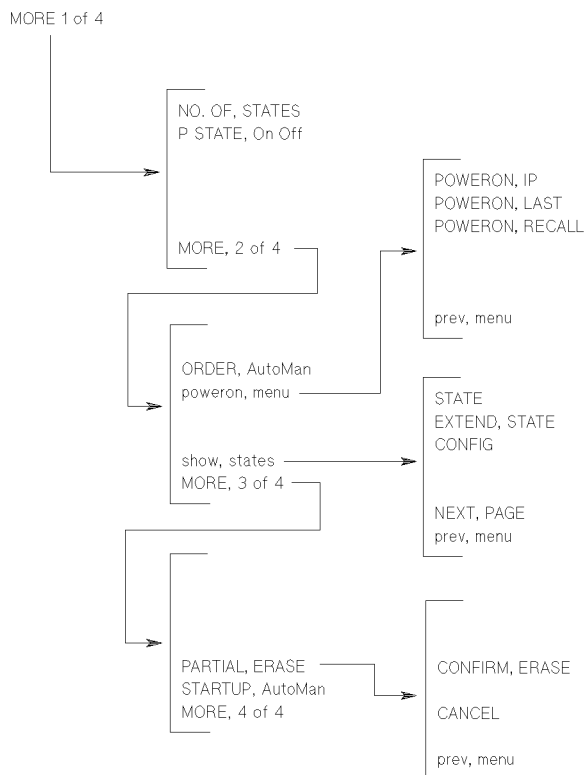 MORE 1 of 4
NO. OF, STATES
P STATE, On Off
MORE, 2 of 4
POWERON, IP
POWERON, LAST
POWERON, RECALL
prev, menu
ORDER, AutoMan
poweron, menu
show, states
MORE, 3 of 4
STATE
EXTEND, STATE
CONFIG
NEXT, PAGE
prev, menu
PARTIAL, ERASE
STARTUP, AutoMan
MORE, 4 of 4
CONFIRM, ERASE
CANCEL
prev, menu